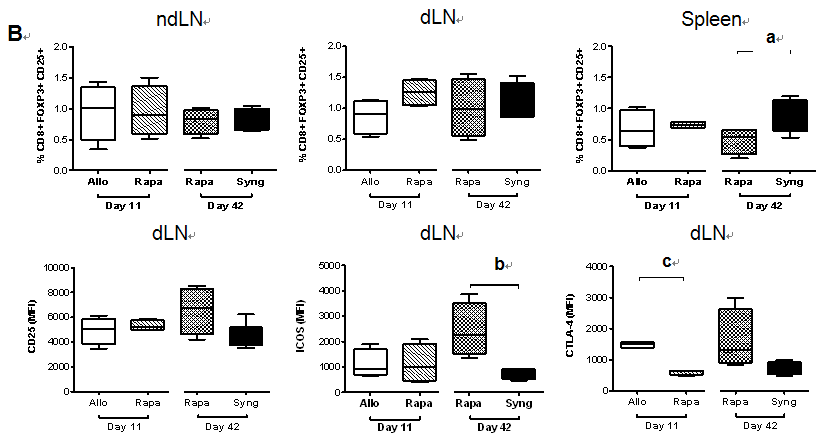 B↵
ndLN↵
% CD8+ FOXP3+ CD25+
2.0
1.5
1.0
0.5
0.0
Allo Rapa Rapa Syng
Day 11 Day 42
dLN↵
% CD8+ FOXP3+ CD25+
2.0
1.5
1.0
0.5
0.0
Allo Rapa Rapa Syng
Day 11 Day 42
Spleen↵
a↵
% CD8+ FOXP3+ CD25+
2.0
1.5
1.0
0.5
0.0
Allo Rapa Rapa Syng
Day 11 Day 42
dLN↵
CD25 (MFI)
10000
8000
6000
4000
2000
0
Allo Rapa Rapa Syng
Day 11 Day 42
dLN↵
b↵
ICOS (MFI)
5000
4000
3000
2000
1000
0
Allo Rapa Rapa Syng
Day 11 Day 42
dLN↵
c↵
CTLA-4 (MFI)
4000
3000
2000
1000
0
Allo Rapa Rapa Syng
Day 11 Day 42